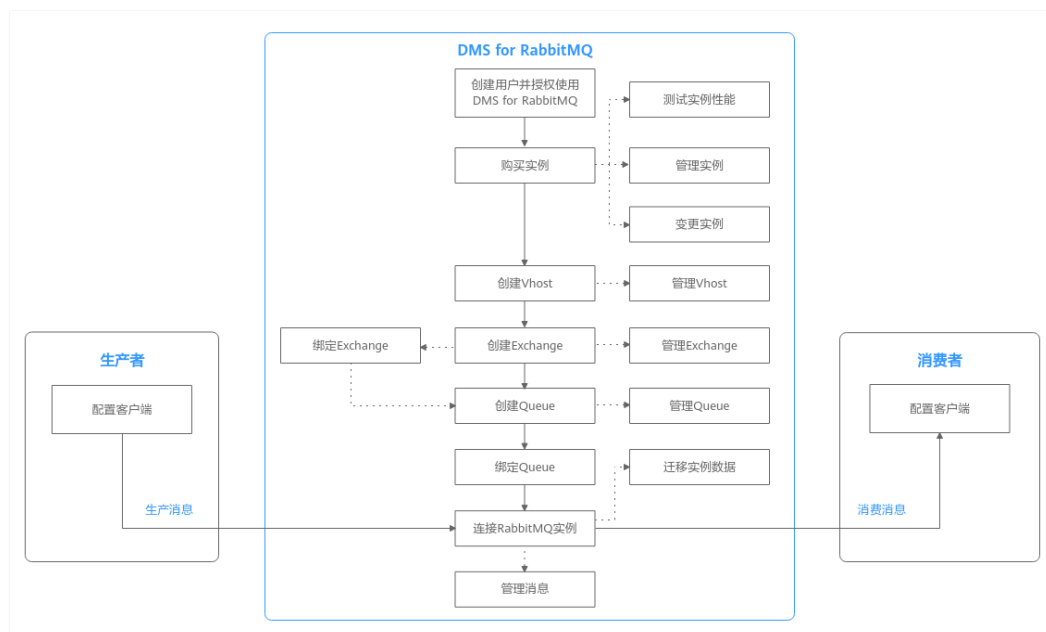 DMS for RabbitMQ
创建用户并授权使用
DMS for RabbitMQ
测试实例性能
购买实例
管理实例
变更实例
创建Vhost
管理Vhost
绑定Exchange
创建Exchange
管理Exchange
生产者
消费者
配置客户端
创建Queue
管理Queue
配置客户端
绑定Queue
迁移实例数据
生产消息
消费消息
连接RabbitMQ实例
管理消息